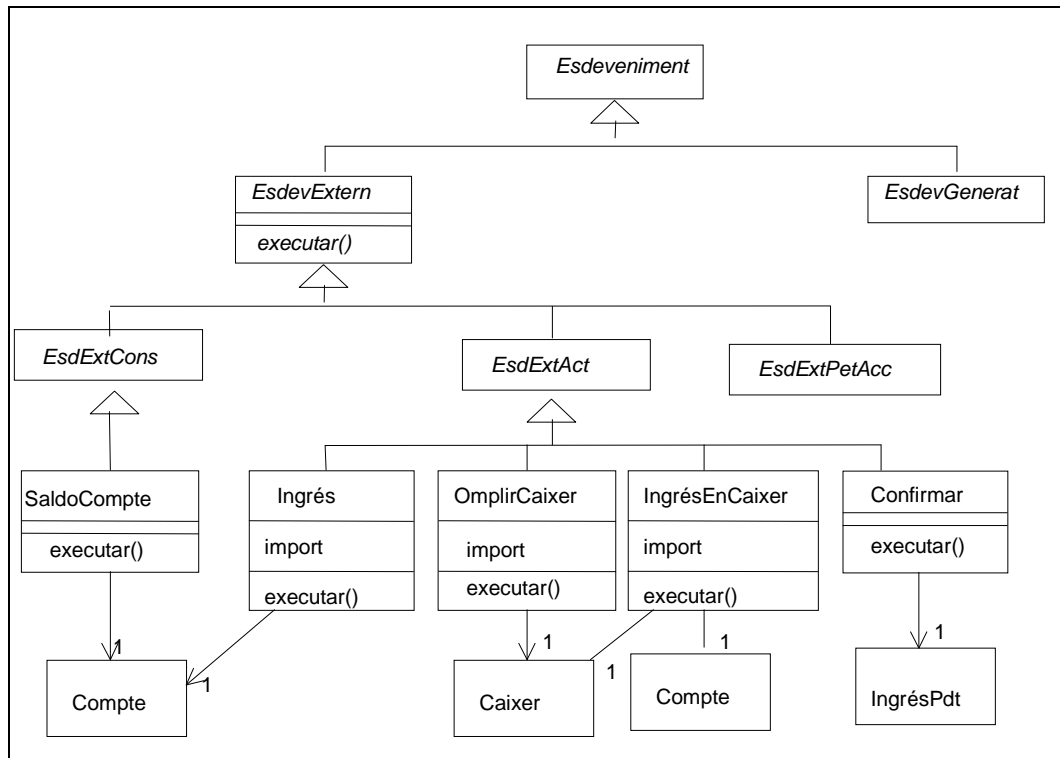 Esdeveniment
EsdevExtern
executar()
EsdevGenerat
EsdExtCons
EsdExtAct
EsdExtPetAcc
SaldoCompte
executar()
Ingrés
import
executar()
OmplirCaixer
import
executar()
IngrésEnCaixer
import
executar()
Confirmar
executar()
1
1
1
1
1
1
Compte
Caixer
Compte
IngrésPdt